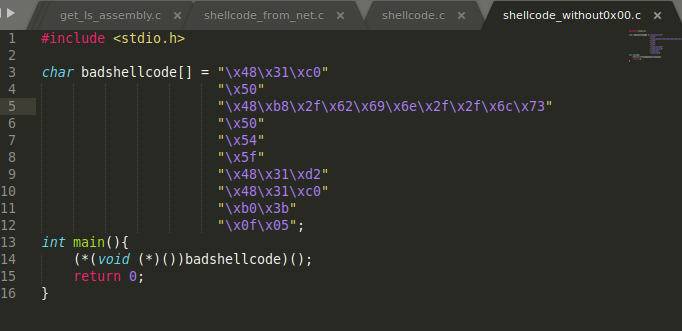 get_ls_assembly.c × shellcode_from_net.c × shellcode.c × shellcode_without0x00.c ×
1 #include <stdio.h>
2
3 char badshellcode[] = "\x48\x31\xc0"
4 "\x50"
5 "\x48\xb8\x2f\x62\x69\x6e\x2f\x2f\x6c\x73"
6 "\x50"
7 "\x54"
8 "\x5f"
9 "\x48\x31\xd2"
10 "\x48\x31\xc0"
11 "\xb0\x3b"
12 "\x0f\x05";
13 int main(){
14 (*(void (*)())badshellcode)();
15 return 0;
16 }